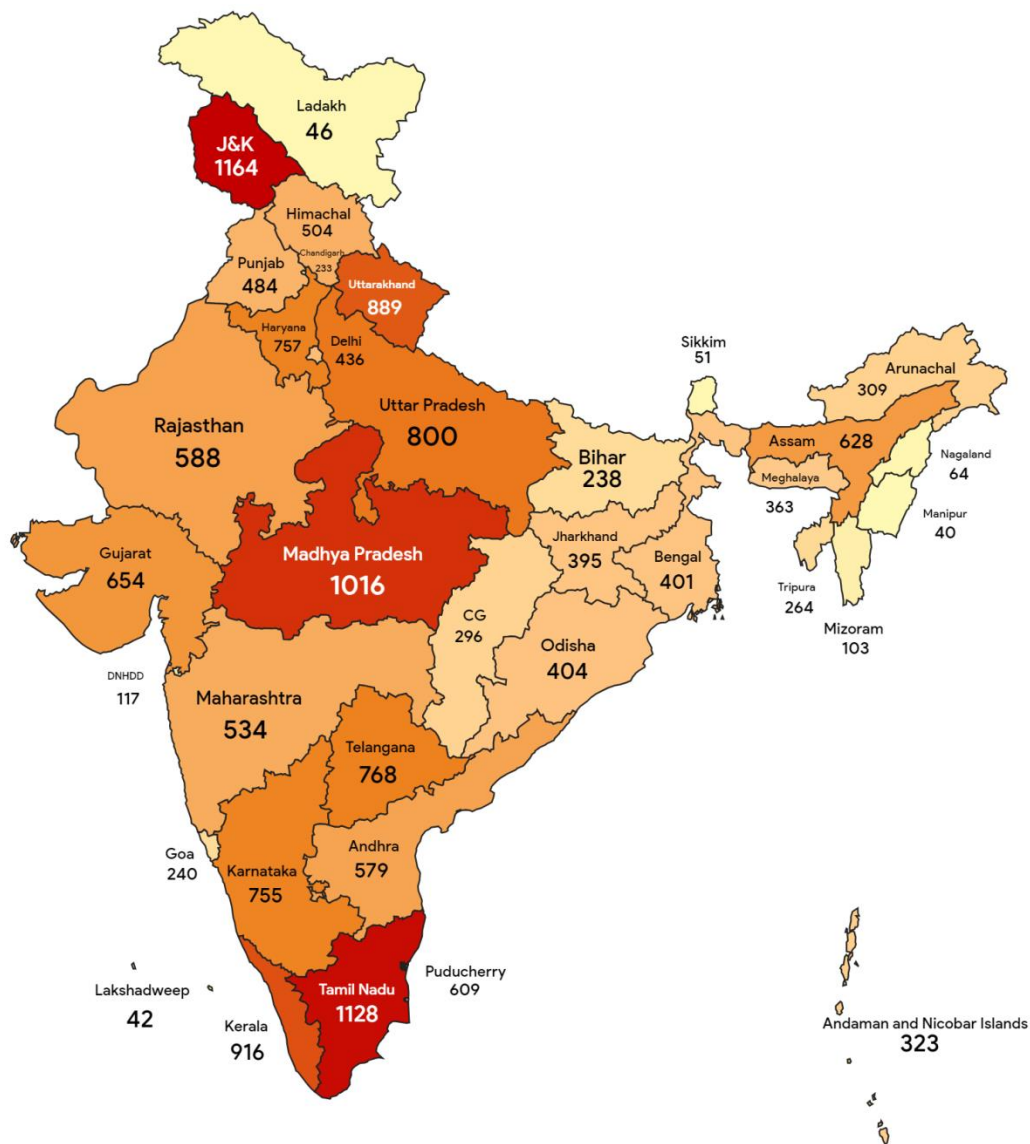 Ladakh
46
J&K
1164
Himachal
504
Chandigarh
233
Punjab
484
Uttarakhand
889
Haryana
757
Delhi
436
Sikkim
51
Arunachal
309
Rajasthan
588
Uttar Pradesh
800
Bihar
238
Assam 628
Nagaland
64
Meghalaya
363
Manipur
40
Gujarat
654
Madhya Pradesh
1016
Jharkhand
395
Bengal
401
Tripura
264
Mizoram
103
CG
296
Odisha
404
DNHDD
117
Maharashtra
534
Telangana
768
Goa
240
Karnataka
755
Andhra
579
Lakshadweep
42
Kerala
916
Tamil Nadu
1128
Puducherry
609
Andaman and Nicobar Islands
323